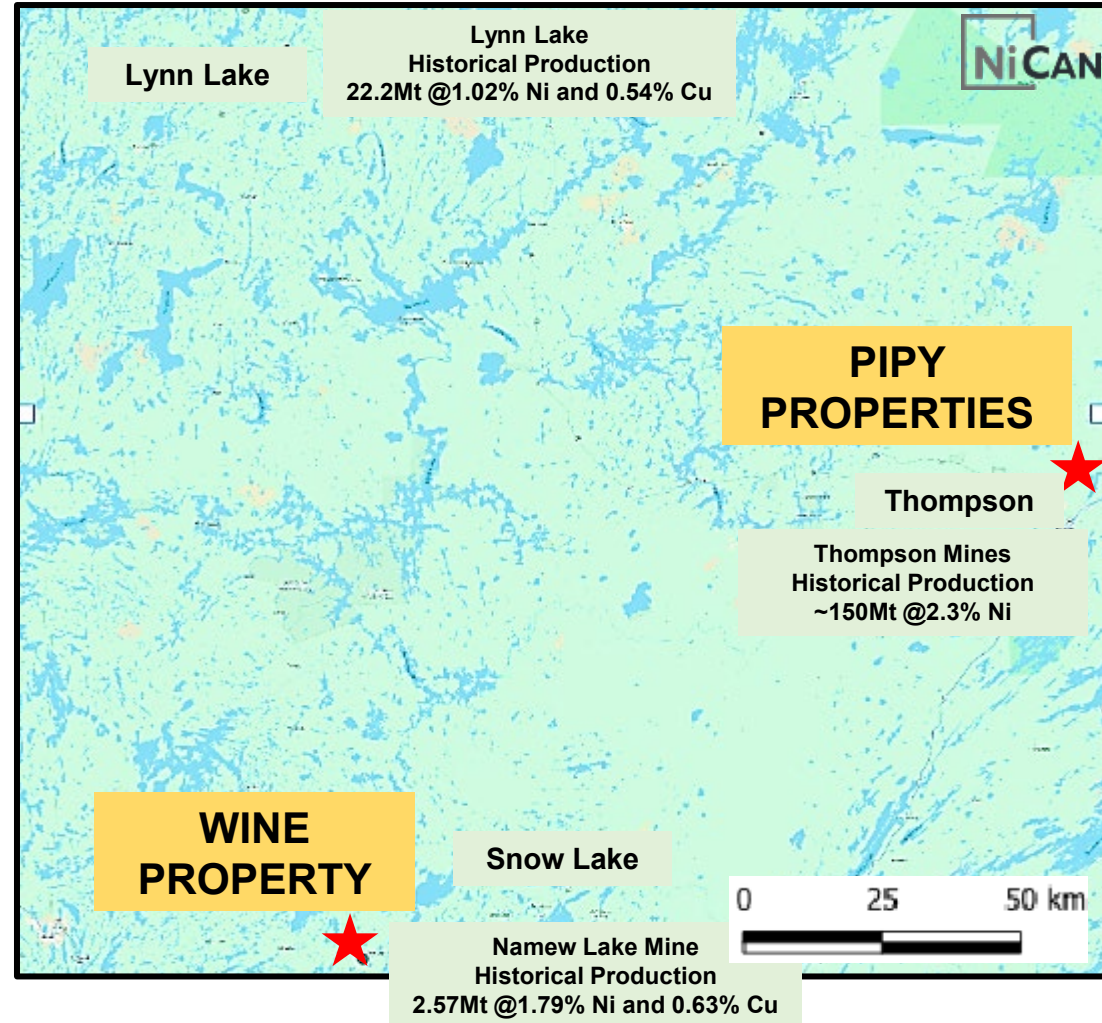 Lynn Lake
Lynn Lake
Historical Production
22.2Mt @1.02% Ni and 0.54% Cu
NiCAN
PIPY
PROPERTIES
Thompson
Thompson Mines
Historical Production
~150Mt @2.3% Ni
WINE
PROPERTY
Snow Lake
0 25 50 km
Namew Lake Mine
Historical Production
2.57Mt @1.79% Ni and 0.63% Cu